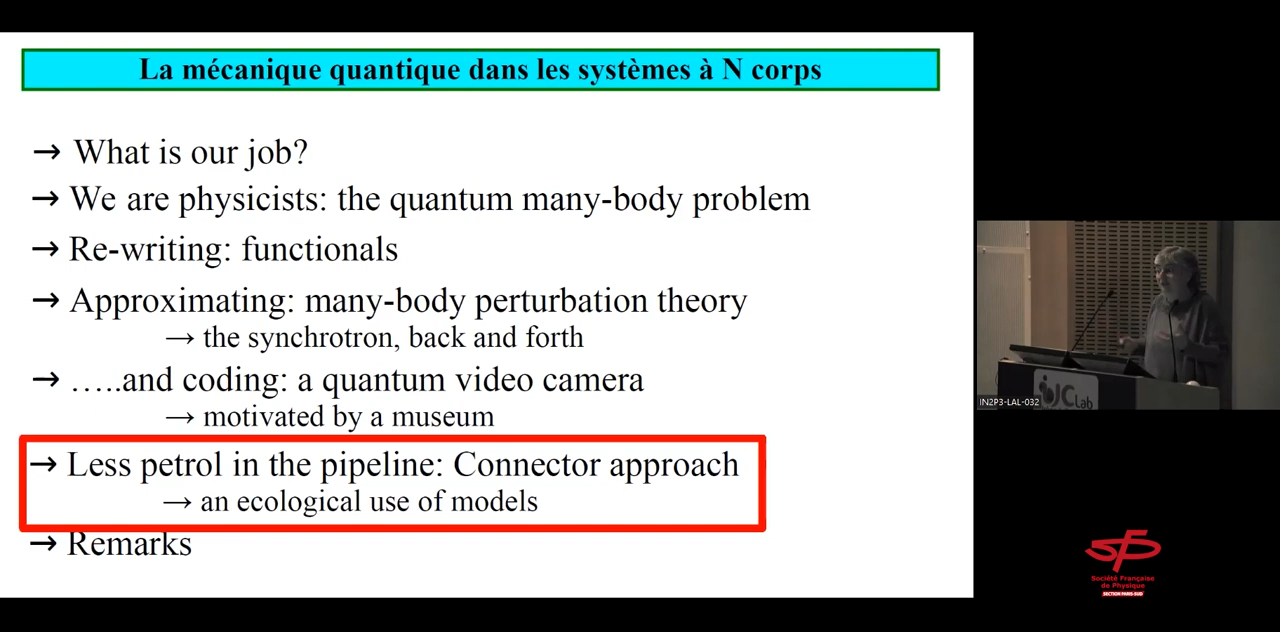 La mécanique quantique dans les systèmes à N corps
→ What is our job?
→ We are physicists: the quantum many-body problem
→ Re-writing: functionals
→ Approximating: many-body perturbation theory
→ the synchrotron, back and forth
→ …..and coding: a quantum video camera
→ motivated by a museum
→ Less petrol in the pipeline: Connector approach
→ an ecological use of models
→ Remarks
JCLab
IN2P3-LAL-032
sfp
Société Française
de Physique
SECTION PARIS-SUD